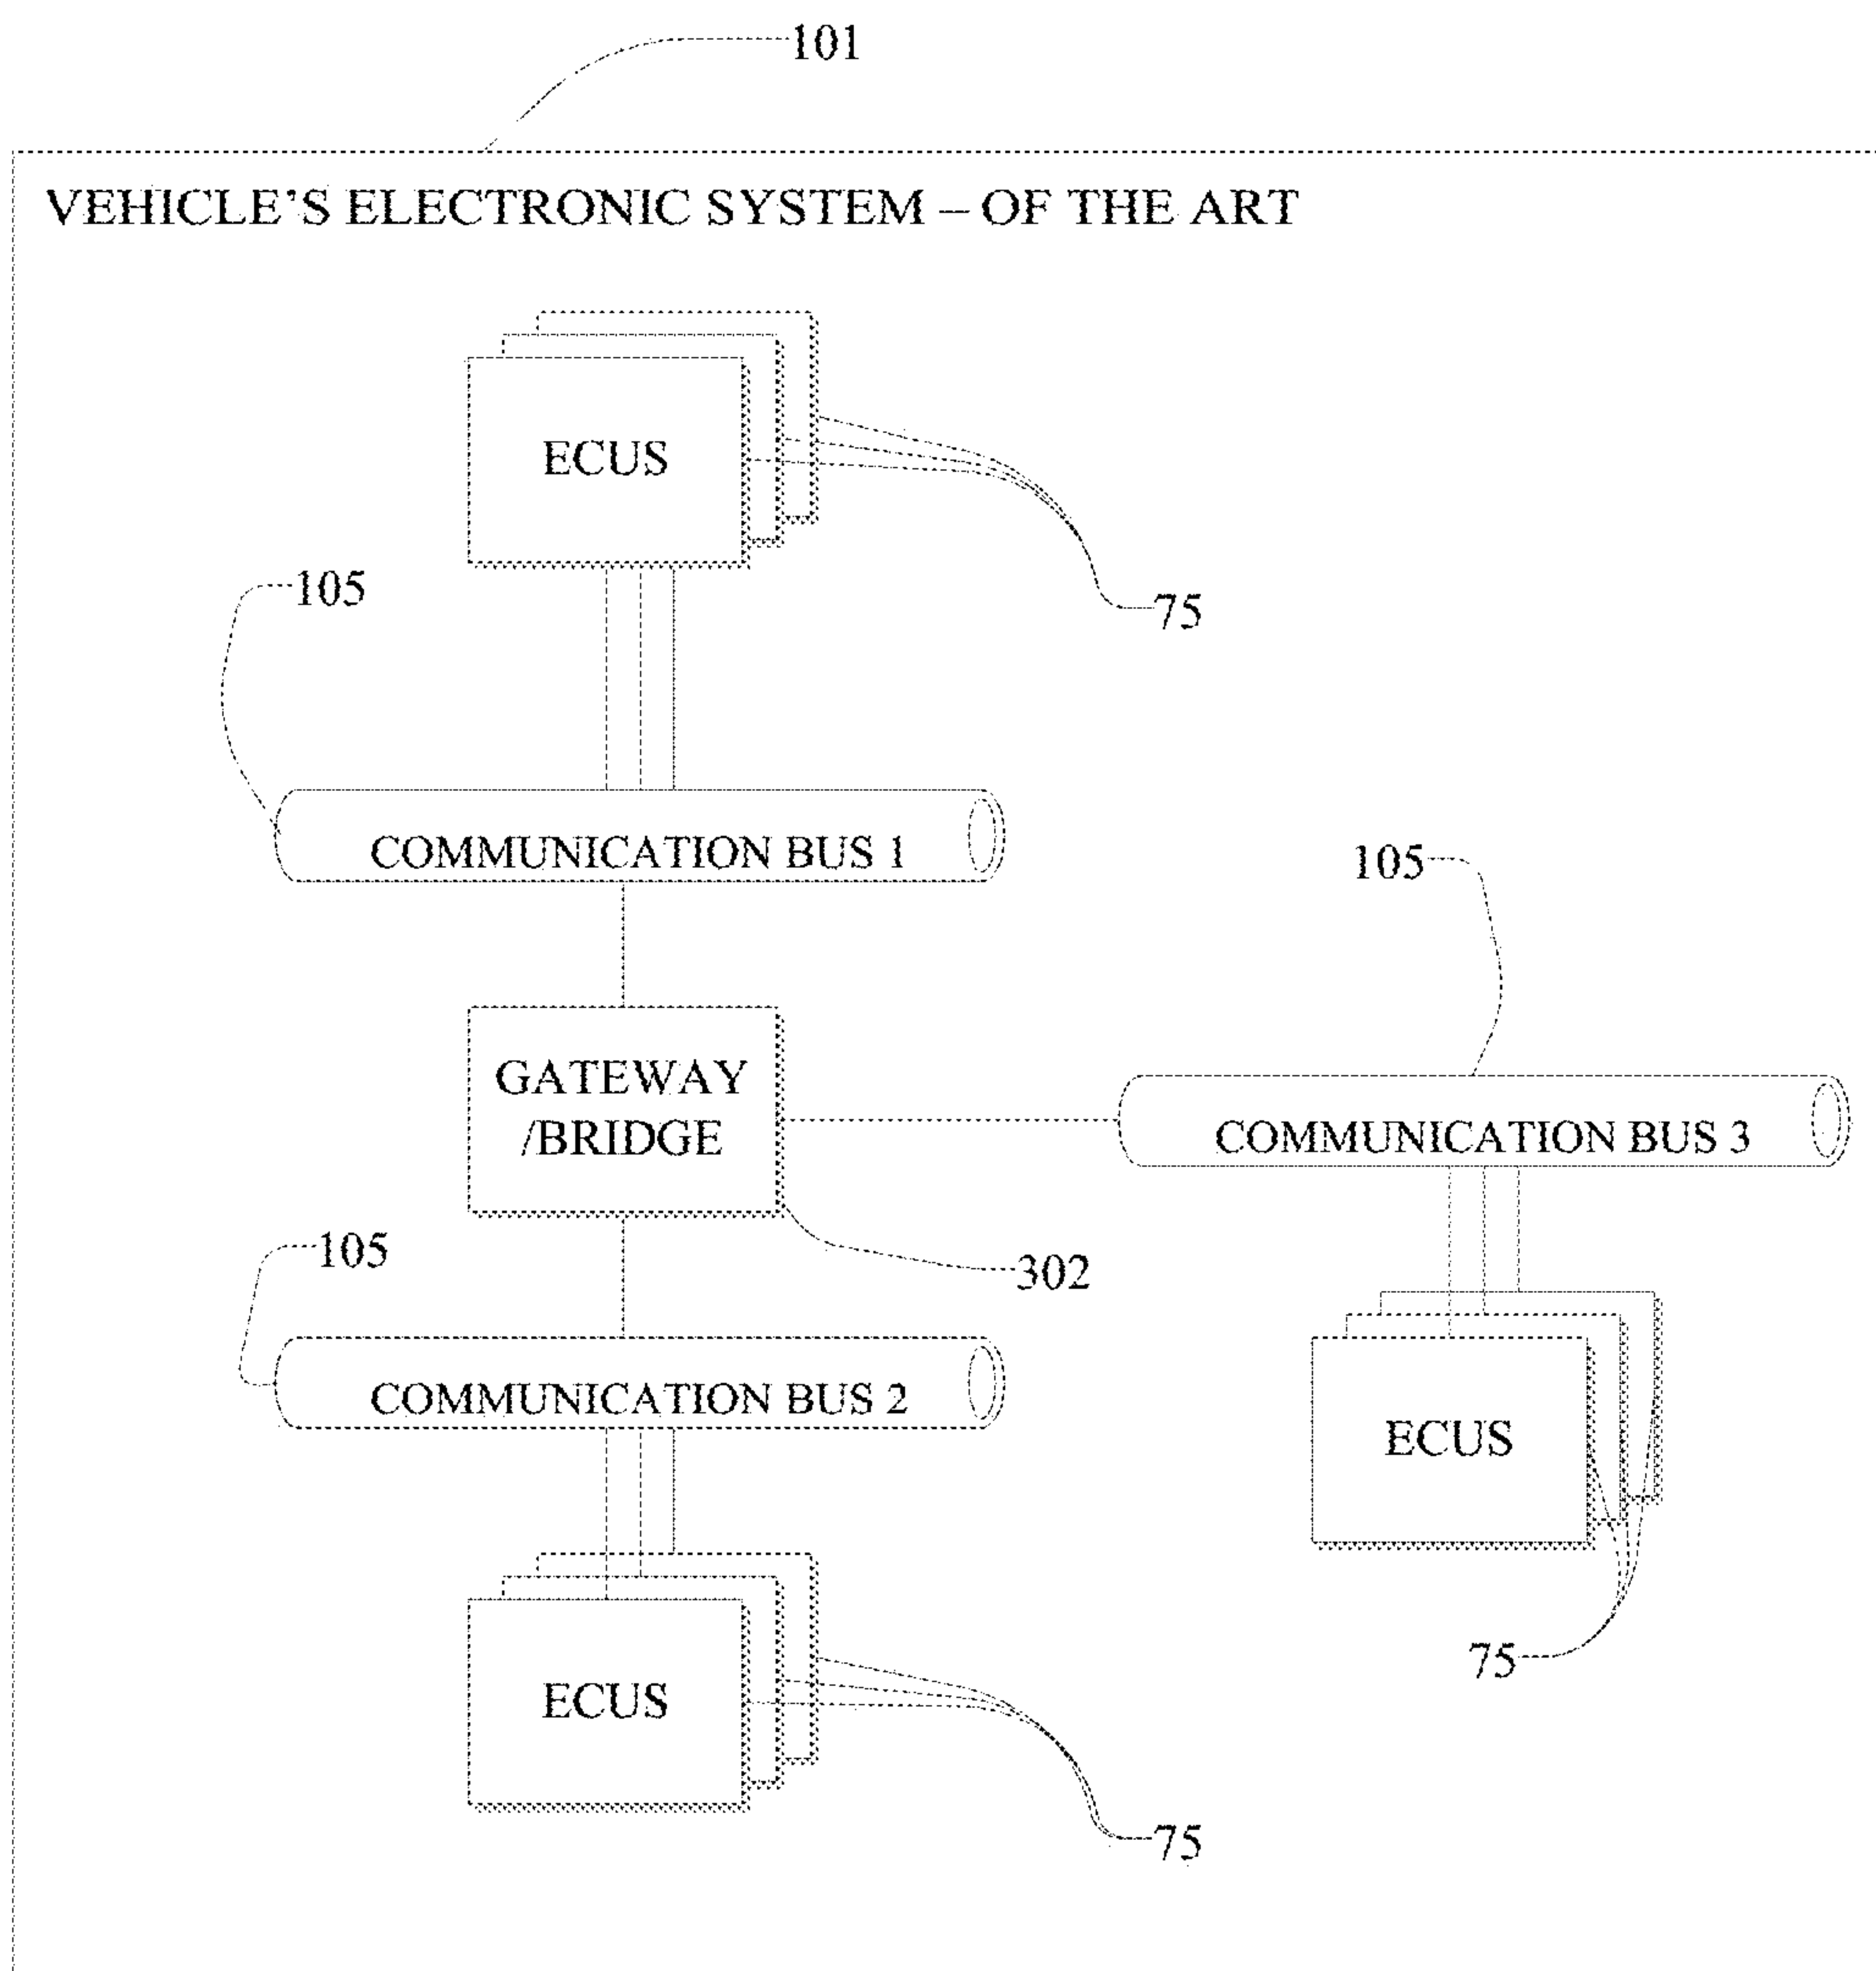 101
VEHICLE'S ELECTRONIC SYSTEM – OF THE ART
ECUS
105
75
COMMUNICATION BUS 1
105
GATEWAY
/BRIDGE
COMMUNICATION BUS 3
105
302
COMMUNICATION BUS 2
ECUS
75
ECUS
75